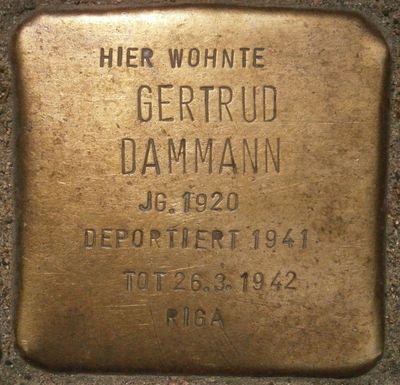 HIER WOHNTE
GERTRUD
DAMMANN
JG. 1920
DEPORTIERT 1941
TOT 26.3.1942
RIGA